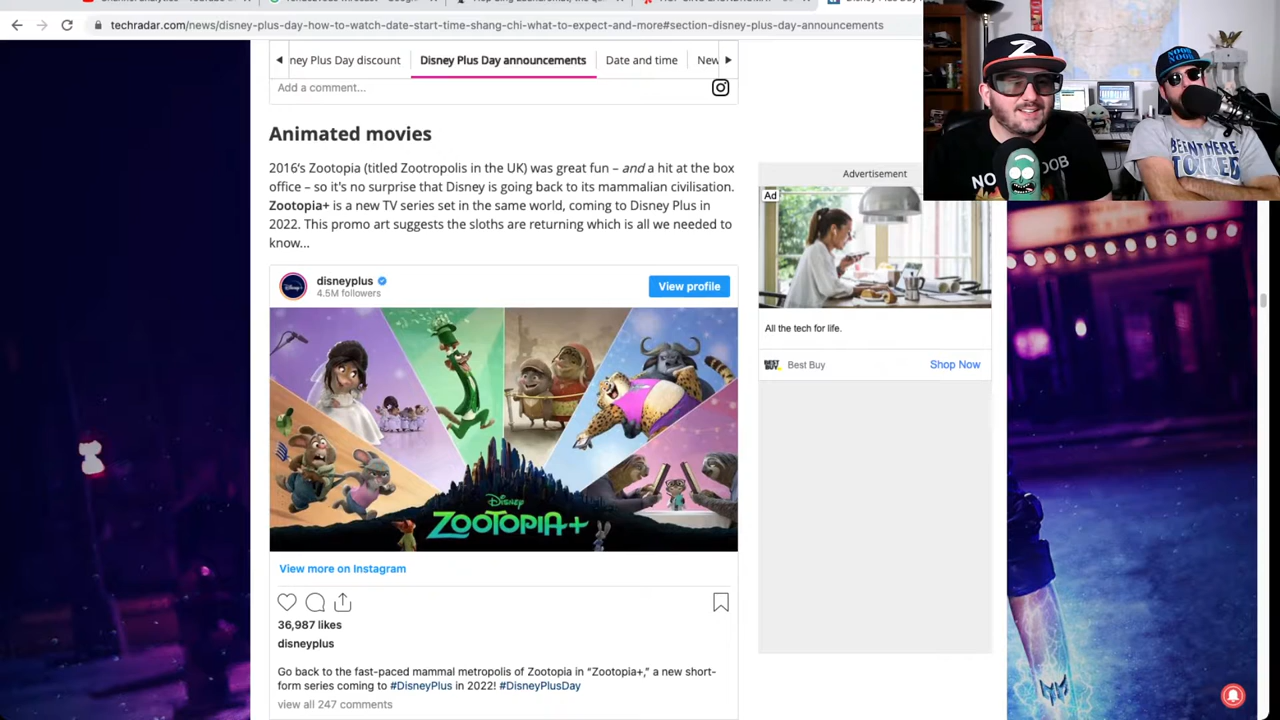 techradar.com/news/disney-plus-day-how-to-watch-date-start-time-shang-chi-what-to-expect-and-more#section-disney-plus-day-announcements
ney Plus Day discount
Disney Plus Day announcements
Date and time
New
Add a comment...
Animated movies
2016's Zootopia (titled Zootropolis in the UK) was great fun – and a hit at the box
office – so it's no surprise that Disney is going back to its mammalian civilisation.
Zootopia+ is a new TV series set in the same world, coming to Disney Plus in
2022. This promo art suggests the sloths are returning which is all we needed to
know...
disneyplus
4.5M followers
View profile
Disney
ZOOTOPIA+
View more on Instagram
36,987 likes
disneyplus
Go back to the fast-paced mammal metropolis of Zootopia in “Zootopia+,” a new short-
form series coming to #DisneyPlus in 2022! #DisneyPlusDay
view all 247 comments
Advertisement
Ad
All the tech for life.
BEST BUY
Best Buy
Shop Now
Z
NO
NOOB